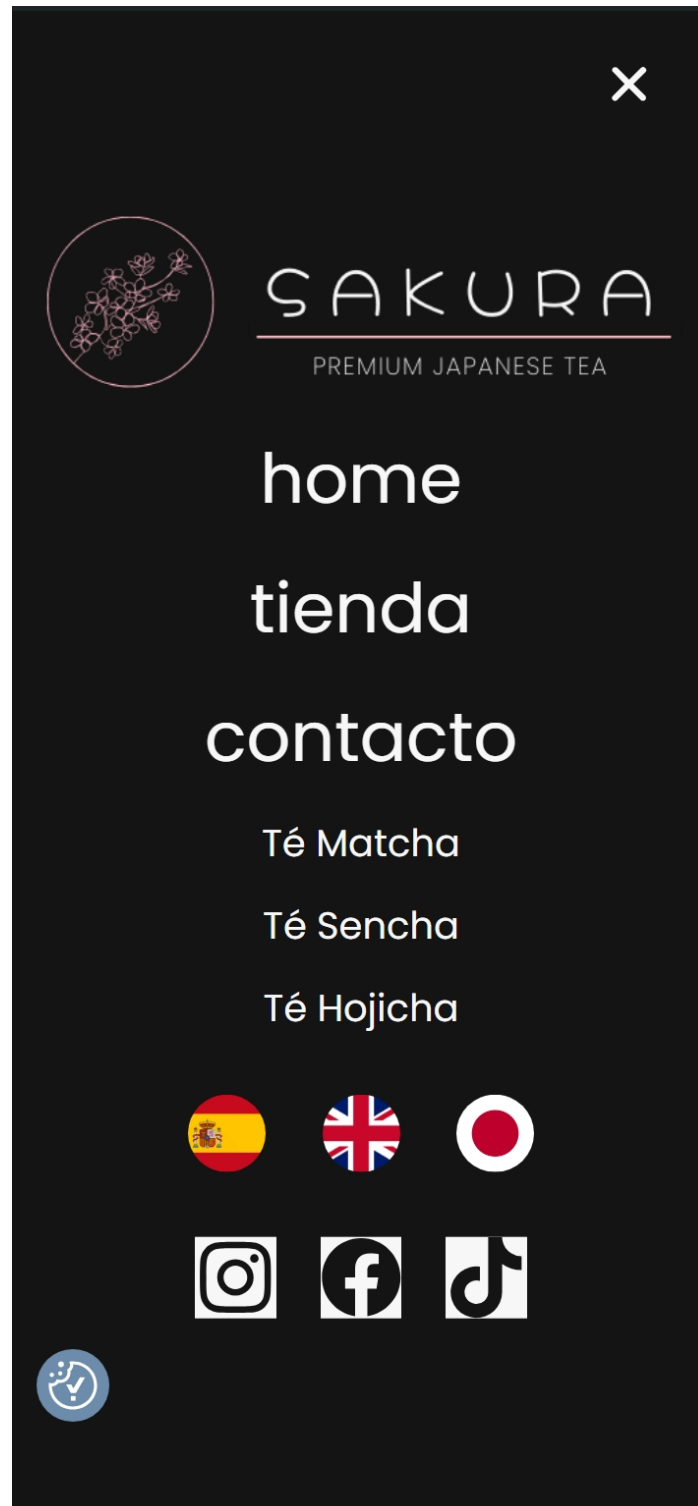 SAKURA
PREMIUM JAPANESE TEA
home
tienda
contacto
Té Matcha
Té Sencha
Té Hojicha